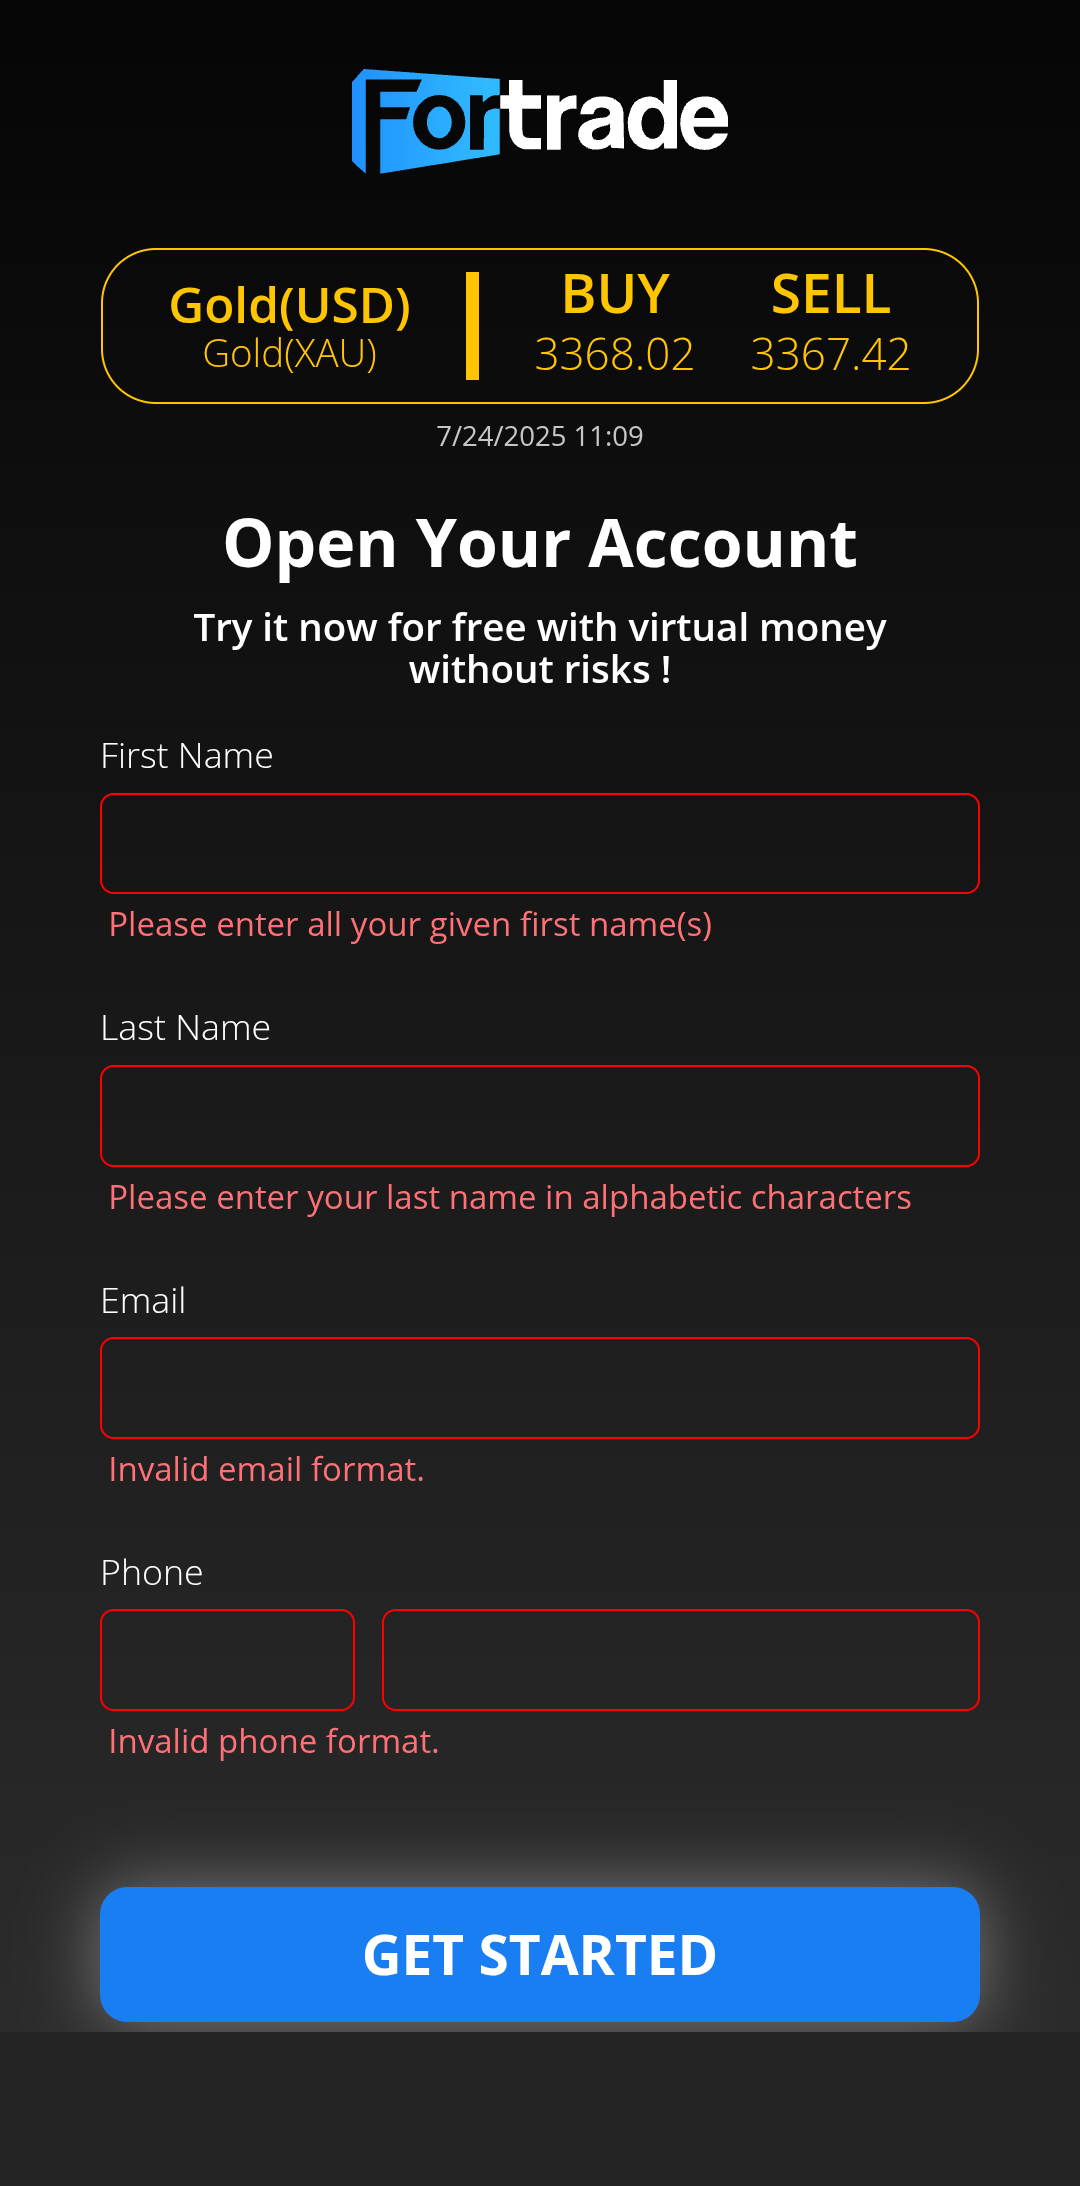 Fortrade
Gold(USD)
Gold(XAU)
BUY
3368.02
SELL
3367.42
7/24/2025 11:09
Open Your Account
Try it now for free with virtual money
without risks !
First Name
Please enter all your given first name(s)
Last Name
Please enter your last name in alphabetic characters
Email
Invalid email format.
Phone
Invalid phone format.
GET STARTED